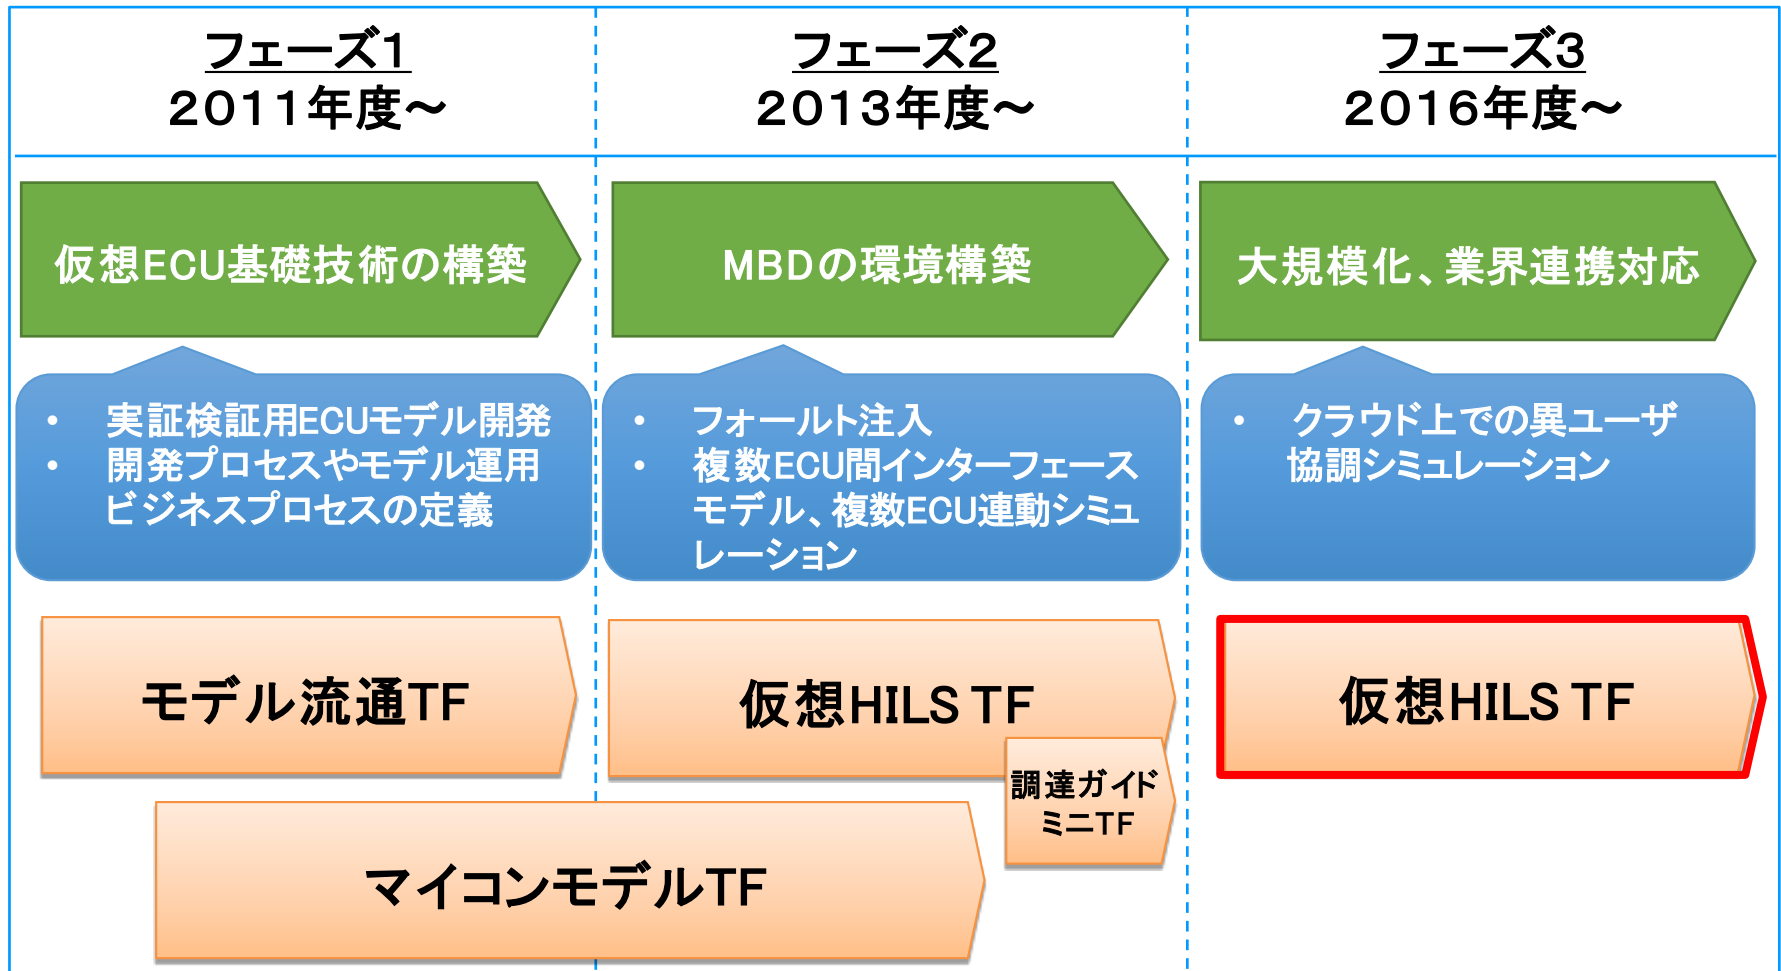 フェーズ1
２０１１年度～
フェーズ2
２０１３年度～
フェーズ3
２０１６年度～
仮想ECU基礎技術の構築
MBDの環境構築
大規模化、業界連携対応
• 実証検証用ECUモデル開発
• 開発プロセスやモデル運用
ビジネスプロセスの定義
• フォールト注入
• 複数ECU間インターフェース
モデル、複数ECU連動シミュ
レーション
• クラウド上での異ユーザ
協調シミュレーション
モデル流通TF
仮想HILS TF
仮想HILS TF
調達ガイド
ミニTF
マイコンモデルTF